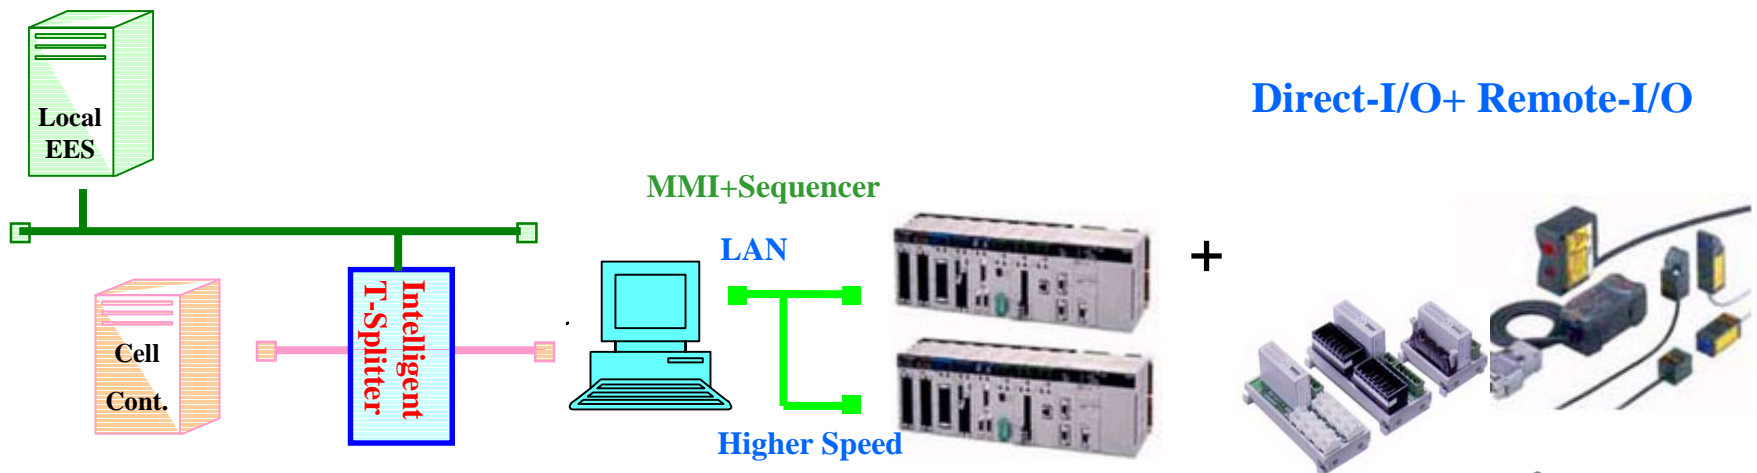 Local
EES
Direct-I/O+ Remote-I/O
MMI+Sequencer
LAN
Intelligent
T-Splitter
Cell
Cont.
Higher Speed
+